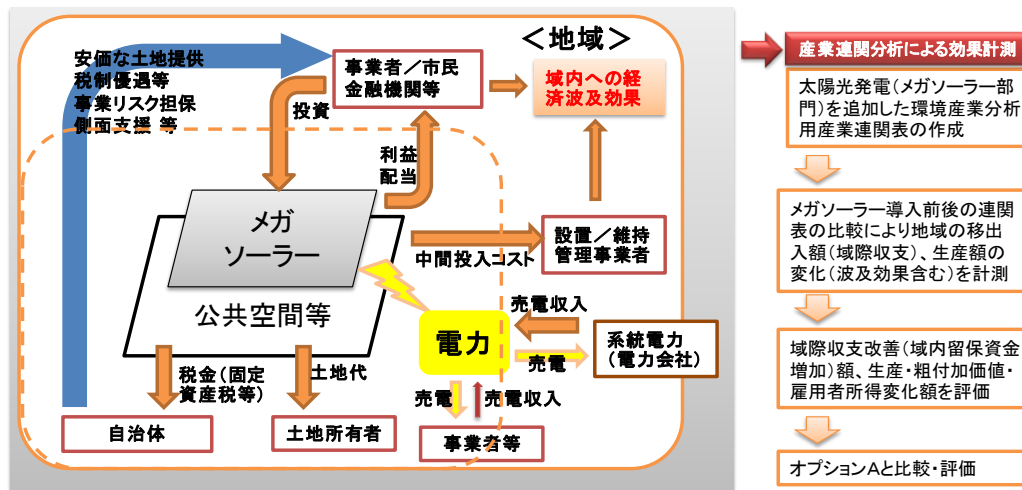 ＜地域＞
安価な土地提供
税制優遇等
事業リスク担保
側面支援 等
事業者／市民
金融機関等
域内への経
済波及効果
投資
利益
配当
メガ
ソーラー
公共空間等
中間投入コスト
設置／維持
管理事業者
売電収入
電力
系統電力
（電力会社）
売電
税金（固定
資産税等）
土地代
売電
売電収入
自治体
土地所有者
事業者等
産業連関分析による効果計測
太陽光発電（メガソーラー部
門）を追加した環境産業分析
用産業連関表の作成
メガソーラー導入前後の連関
表の比較により地域の移出
入額（域際収支）、生産額の
変化（波及効果含む）を計測
域際収支改善（域内留保資金
増加）額、生産・粗付加価値・
雇用者所得変化額を評価
オプションAと比較・評価